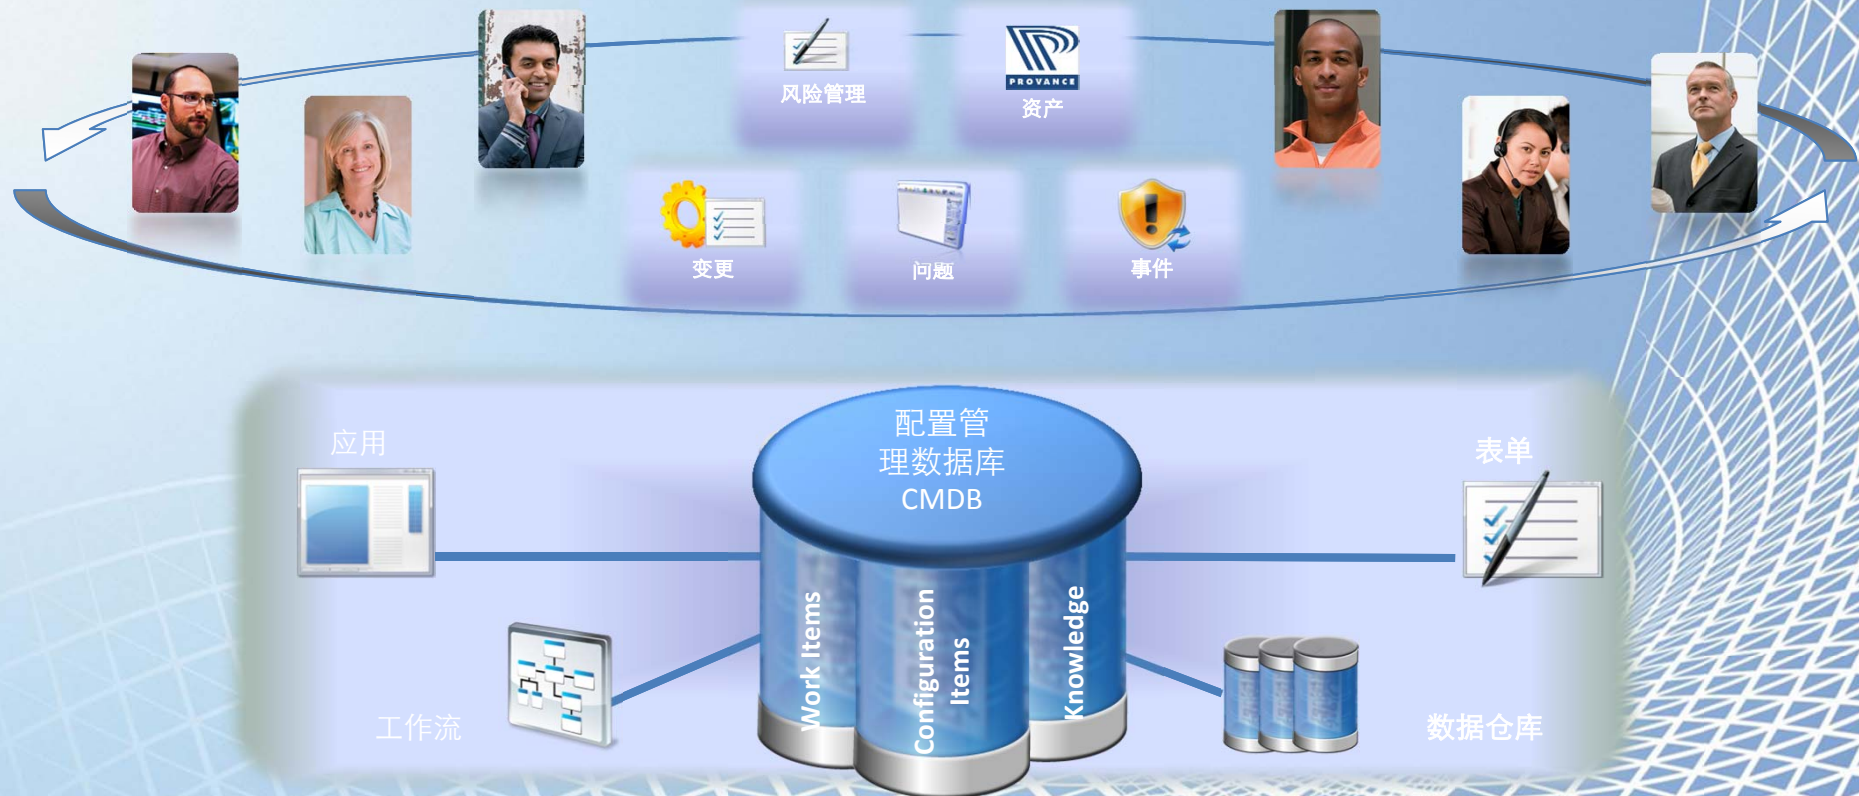 风险管理
PROVANCE
资产
变更
问题
事件
配置管
理数据库
CMDB
应用
表单
Work Items
Configuration
Items
Knowledge
工作流
数据仓库